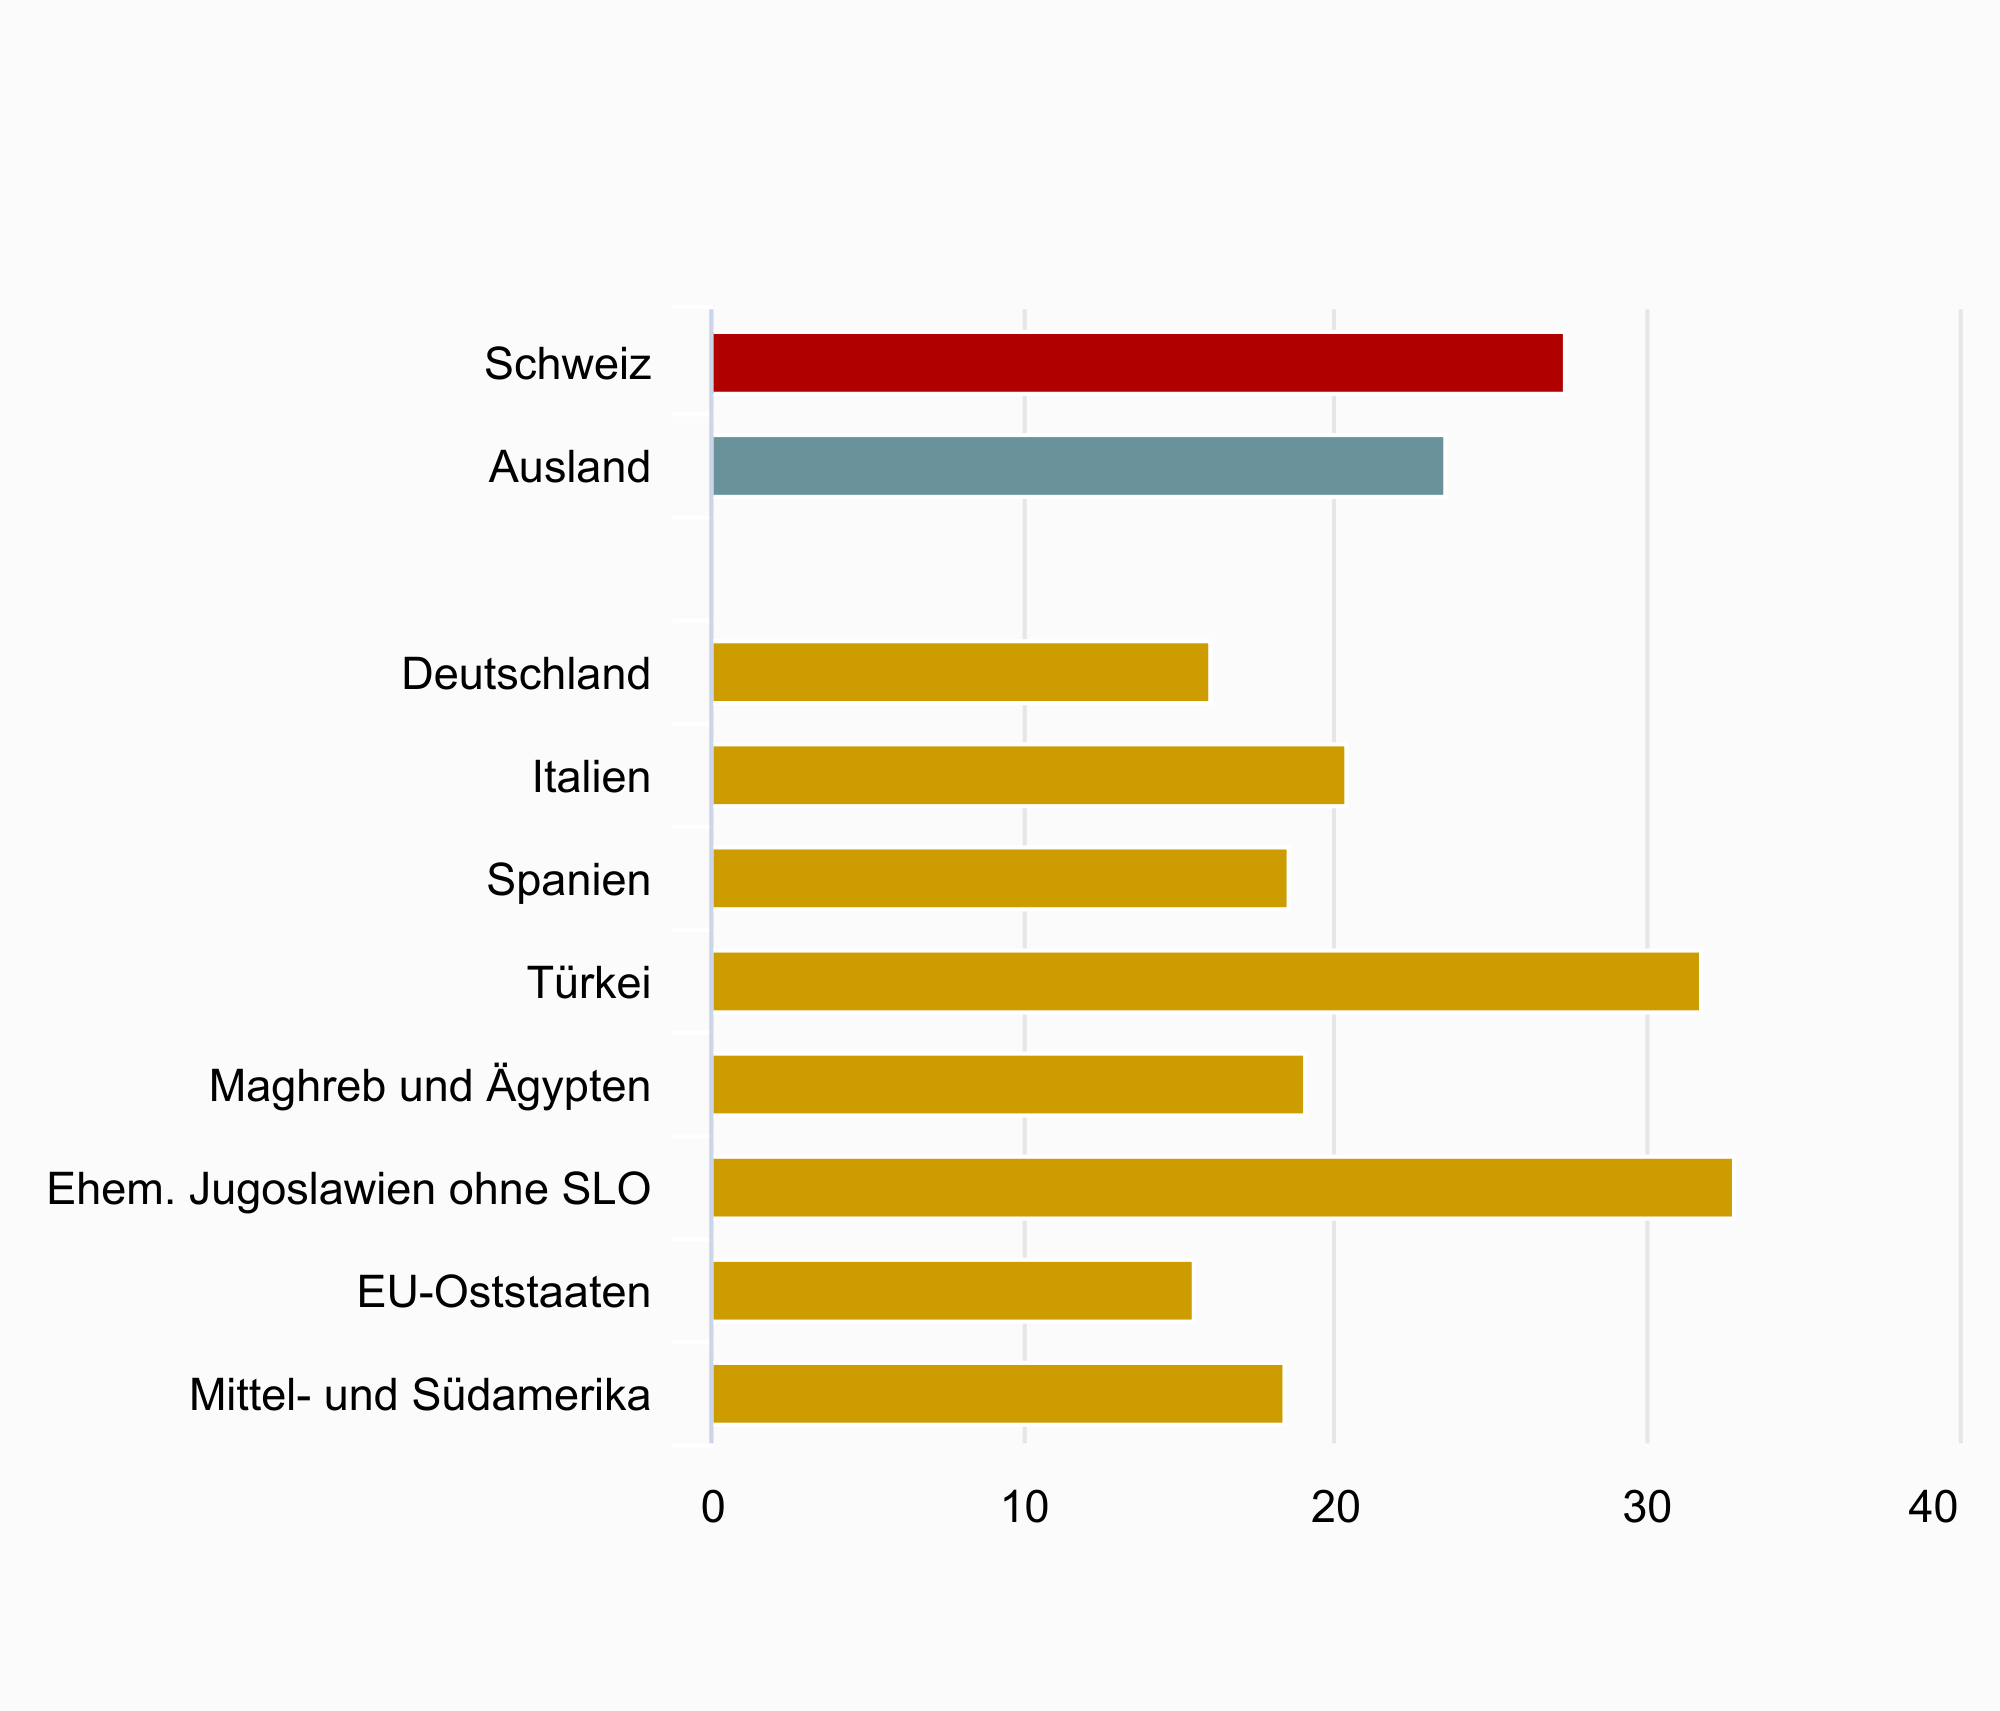 Schweiz
Ausland
Deutschland
Italien
Spanien
Türkei
Maghreb und Ägypten
Ehem. Jugoslawien ohne SLO
EU-Oststaaten
Mittel- und Südamerika
0 10 20 30 40